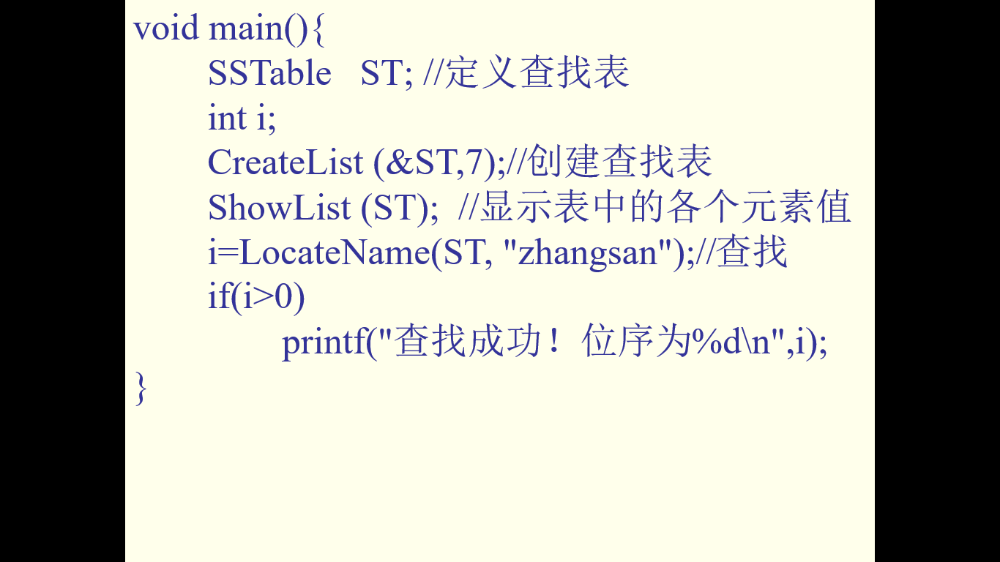 void main(){
SSTable   ST; //定义查找表
int i;
CreateList (&ST,7);//创建查找表
ShowList (ST);  //显示表中的各个元素值
i=LocateName(ST, "zhangsan");//查找
if(i>0)
printf("查找成功！位序为%d\n",i);
}